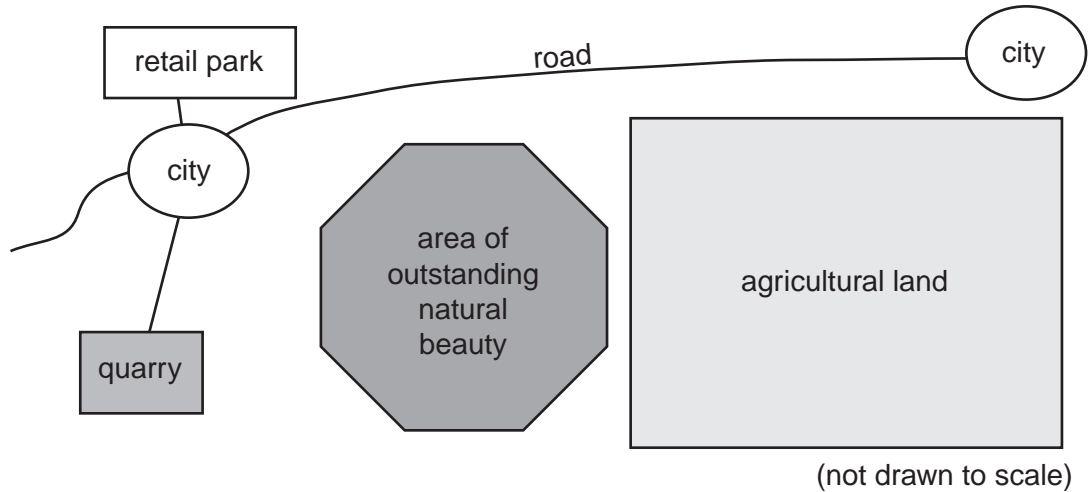 retail park
road
city
city
area of
outstanding
natural
beauty
agricultural land
quarry
(not drawn to scale)